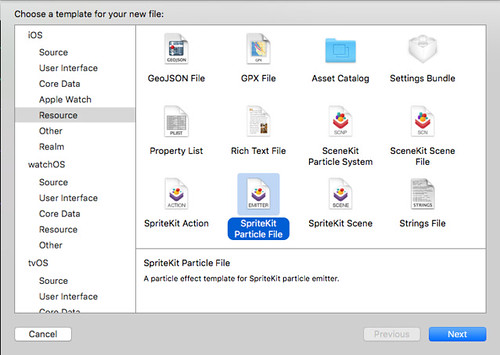 Choose a template for your new file:
iOS
Source
User Interface
Core Data
Apple Watch
Resource
Other
Realm
watchOS
Source
User Interface
Core Data
Resource
Other
tvOS
Source
User Interface
Core Data
GEOJSON
GPX
GeoJSON File
GPX File
Asset Catalog
Settings Bundle
PLIST
SCNP
SCN
Property List
Rich Text File
SceneKit
Particle System
SceneKit Scene
File
ACTION
EMITTER
SCENE
STRINGS
SpriteKit Action
SpriteKit
Particle File
SpriteKit Scene
Strings File
SpriteKit Particle File
A particle effect template for SpriteKit particle emitter.
Cancel
Previous
Next